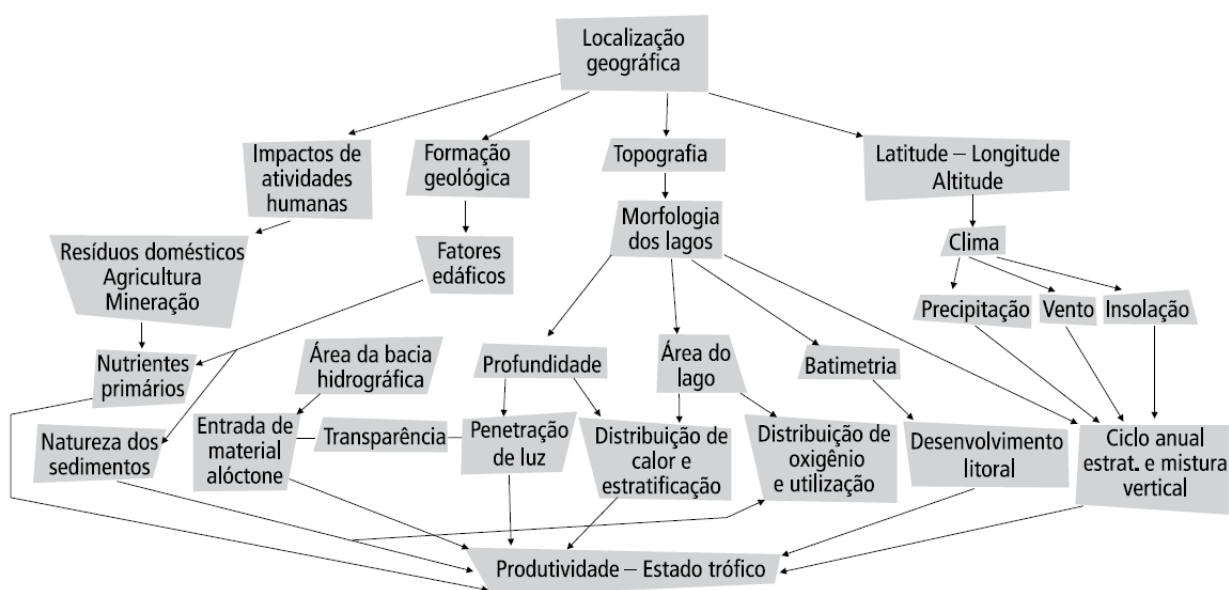 Localização
geográfica
Impactos de
atividades
humanas
Formação
geológica
Topografia
Latitude – Longitude
Altitude
Morfologia
dos lagos
Clima
Resíduos domésticos
Agricultura
Mineração
Fatores
edáficos
Precipitação
Vento
Insolação
Nutrientes
primários
Área da bacia
hidrográfica
Profundidade
Área do
lago
Batimetria
Natureza dos
sedimentos
Entrada de
material
alóctone
Transparência
Penetração
de luz
Distribuição de
calor e
estratificação
Distribuição de
oxigênio
e utilização
Desenvolvimento
litoral
Ciclo anual
estrat. e mistura
vertical
Produtividade – Estado trófico